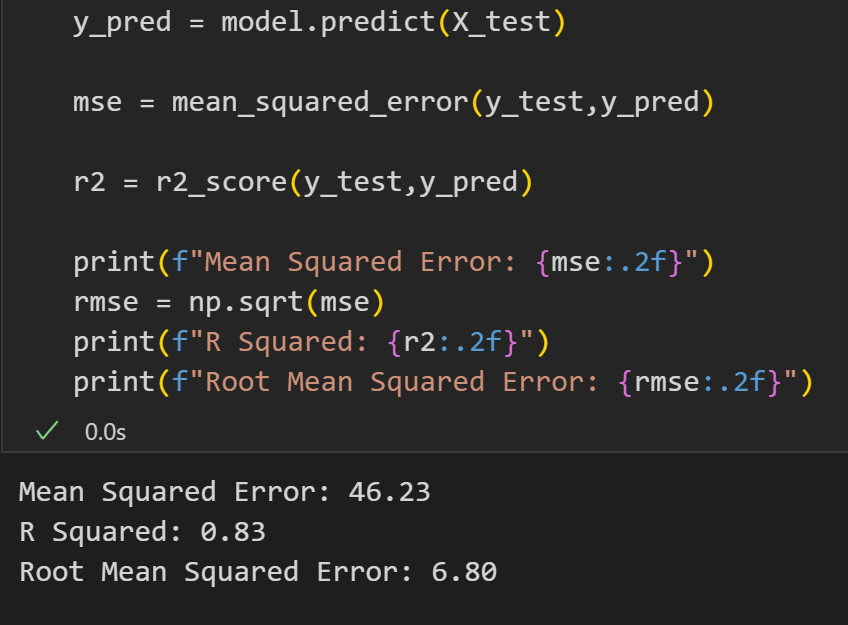 y_pred = model.predict(X_test)
mse = mean_squared_error(y_test,y_pred)
r2 = r2_score(y_test,y_pred)
print(f"Mean Squared Error: {mse:.2f}")
rmse = np.sqrt(mse)
print(f"R Squared: {r2:.2f}")
print(f"Root Mean Squared Error: {rmse:.2f}")
0.0s
Mean Squared Error: 46.23
R Squared: 0.83
Root Mean Squared Error: 6.80